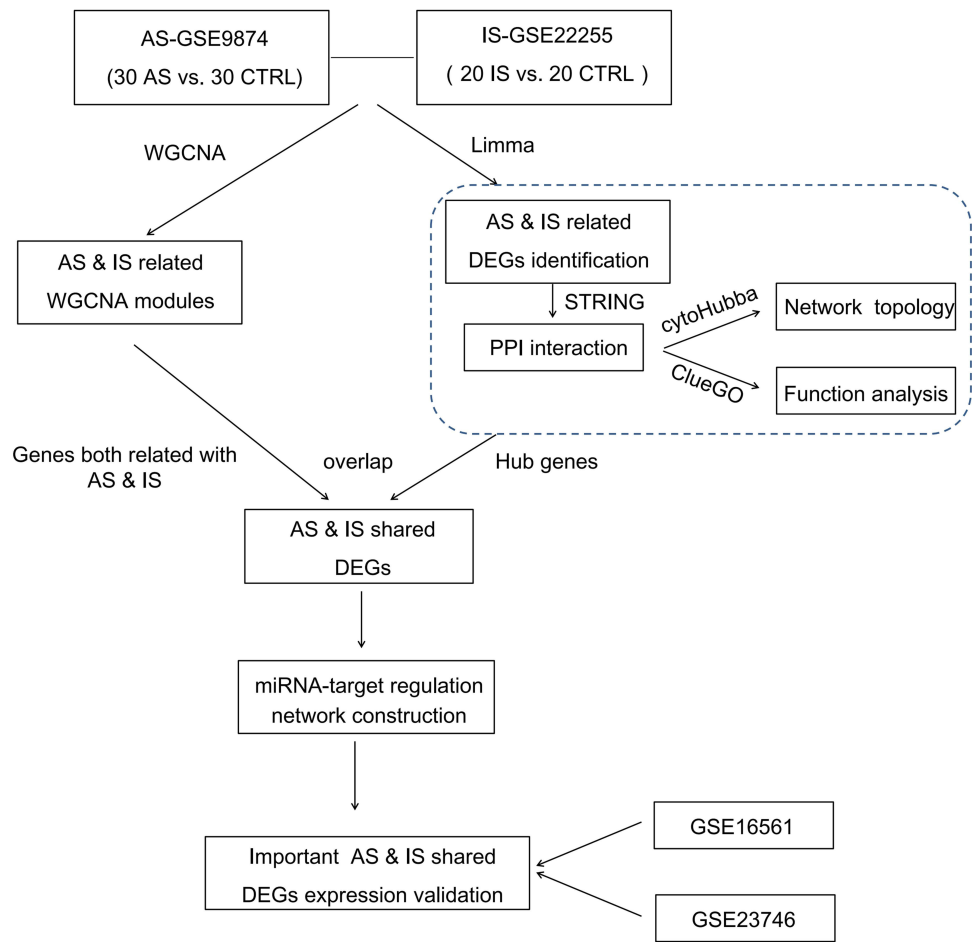 AS-GSE9874
(30 AS vs. 30 CTRL)
IS-GSE22255
( 20 IS vs. 20 CTRL )
WGCNA
Limma
AS & IS related
WGCNA modules
AS & IS related
DEGs identification
STRING
PPI interaction
cytoHubba
Network topology
ClueGO
Function analysis
Genes both related with
AS & IS
overlap
Hub genes
AS & IS shared
DEGs
miRNA-target regulation
network construction
Important AS & IS shared
DEGs expression validation
GSE16561
GSE23746